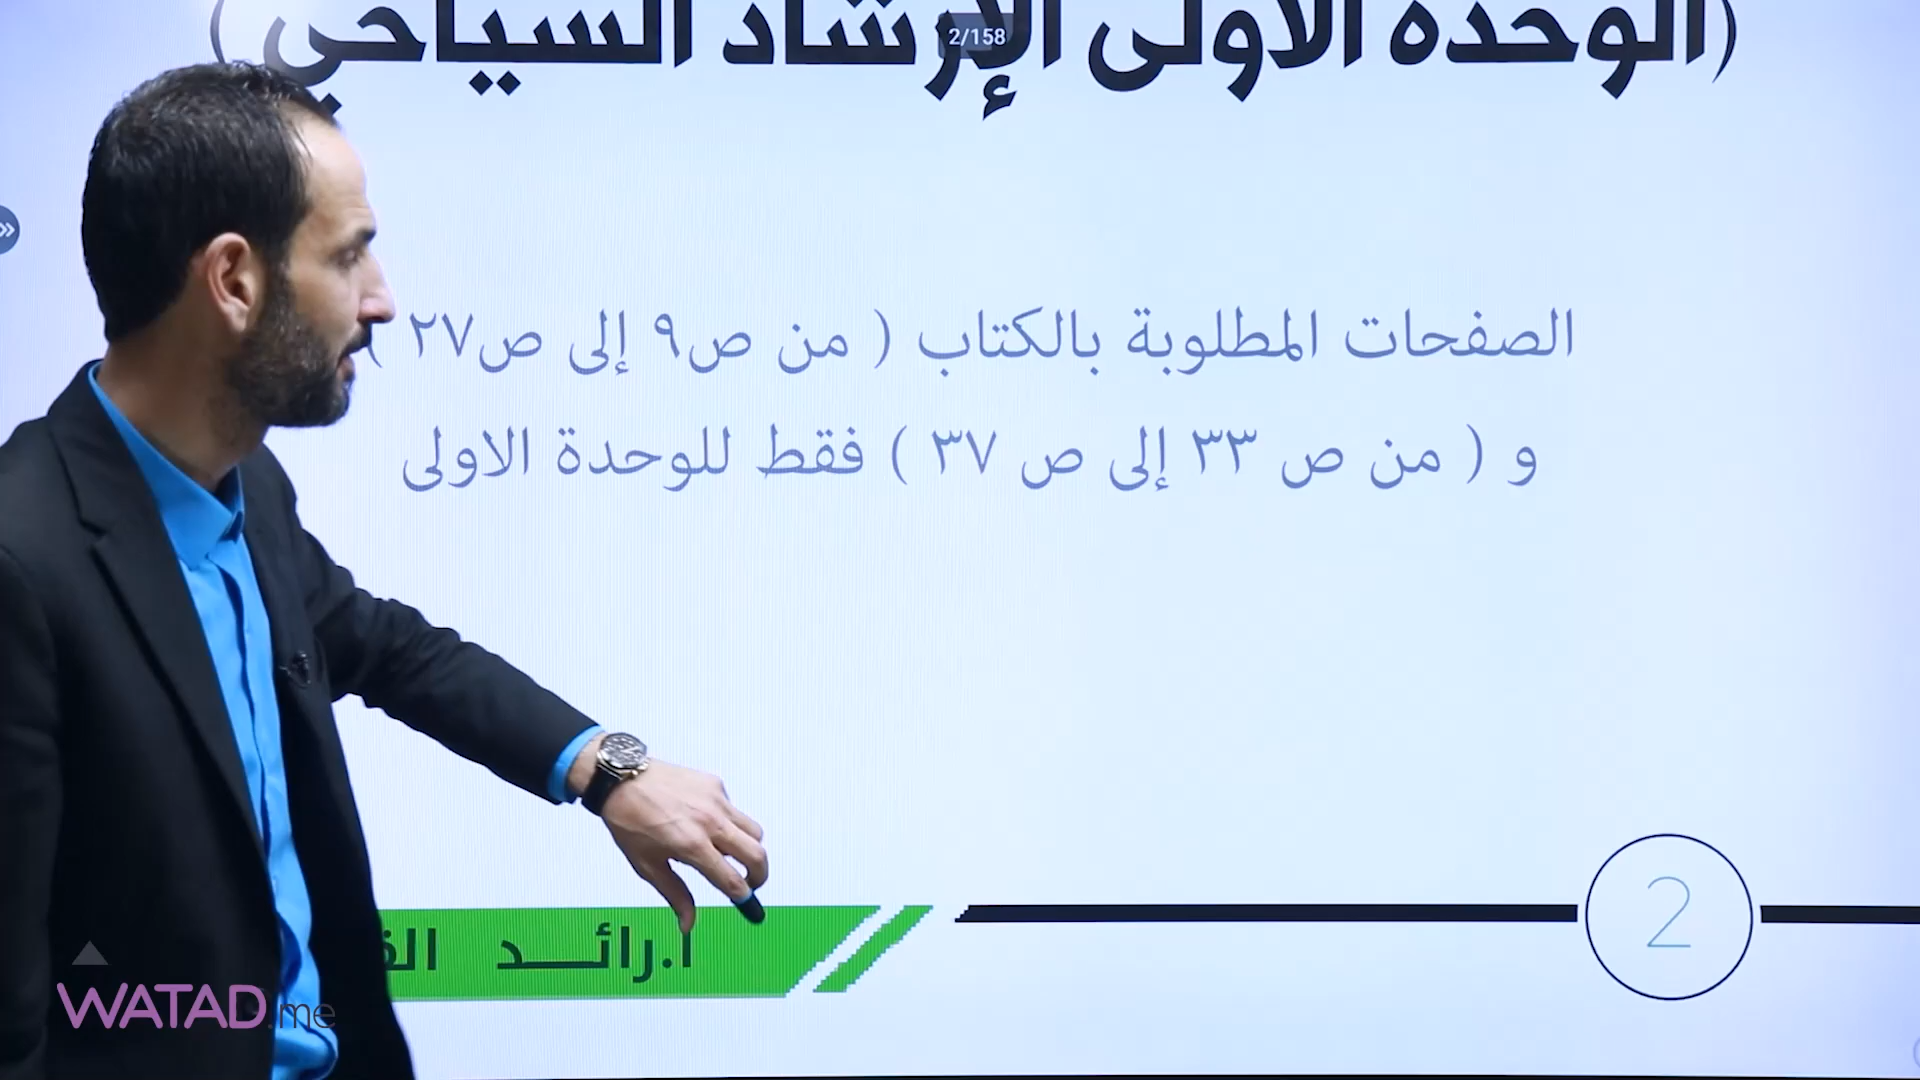 (الوحدة الأولى الإرشاد السياحي)
2/158
الصفحات المطلوبة بالكتاب ( من ص٩ إلى ص٢٧ )
و ( من ص ٣٣ إلى ص ٣٧ ) فقط للوحدة الاولى
2
أ.رائــــد
WATAD.me